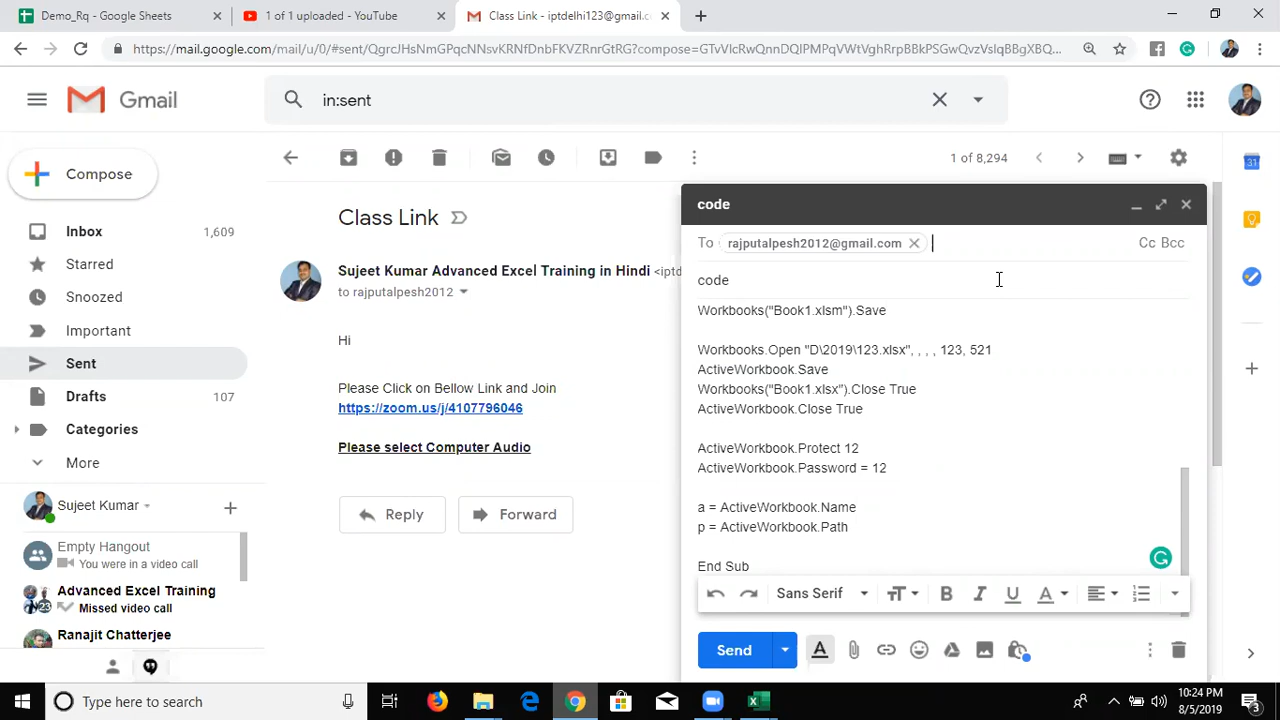 Demo_Rq - Google Sheets
1 of 1 uploaded - YouTube
Class Link - iptdelhi123@gmail.co
https://mail.google.com/mail/u/0/#sent/QgrcJHsNmGPqcNNsvKRNfDnbFKVZRnrGtRG?compose=GTvVlcRwQnnDQlPMPqVWtVghRrpBBkPSGwQvzVslqBBgXBQ...
Gmail
in:sent
Compose
1 of 8,294
Inbox
1,609
Starred
Snoozed
Important
Sent
Drafts
107
Categories
More
Sujeet Kumar
Empty Hangout
You were in a video call
Advanced Excel Training
Missed video call
23
Ranajit Chatterjee
Class Link
Sujeet Kumar Advanced Excel Training in Hindi <iptd
to rajputalpesh2012
Hi
Please Click on Bellow Link and Join
https://zoom.us/j/4107796046
Please select Computer Audio
Reply
Forward
code
To
rajputalpesh2012@gmail.com
Cc Bcc
code
Workbooks("Book1.xlsm").Save
Workbooks.Open "D\2019\123.xlsx", , , , 123, 521
ActiveWorkbook.Save
Workbooks("Book1.xlsx").Close True
ActiveWorkbook.Close True
ActiveWorkbook.Protect 12
ActiveWorkbook.Password = 12
a = ActiveWorkbook.Name
p = ActiveWorkbook.Path
End Sub
Sans Serif
Send
31
Type here to search
10:24 PM
8/5/2019
3